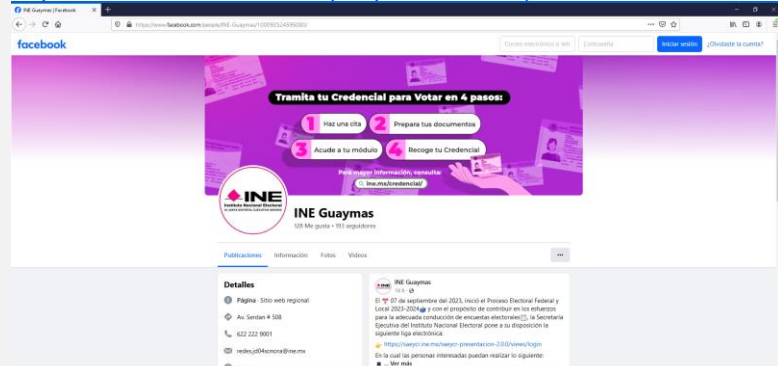 INE Guaymas | Facebook
https://www.facebook.com/people/INE-Guaymas/100090524595000/
facebook
Correo electrónico o telé
Contraseña
Iniciar sesión
¿Olvidaste la cuenta?
Tramita tu Credencial para Votar en 4 pasos:
1 Haz una cita
2 Prepara tus documentos
3 Acude a tu módulo
4 Recoge tu Credencial
Para mayor información, consulta:
ine.mx/credencial/
INE
Instituto Nacional Electoral
INE Guaymas
128 Me gusta • 193 seguidores
Publicaciones Información Fotos Videos
Detalles
Página · Sitio web regional
Av. Serdan # 508
622 222 9001
redes.jd04sonora@ine.mx
INE Guaymas
El 07 de septiembre del 2023, inició el Proceso Electoral Federal y
Local 2023-2024 y con el propósito de contribuir en los esfuerzos
para la adecuada conducción de encuestas electorales, la Secretaría
Ejecutiva del Instituto Nacional Electoral pone a su disposición la
siguiente liga electrónica:
https://saeycr.ine.mx/saeycr-presentacion-2.0.0/views/login
En la cual las personas interesadas puedan realizar lo siguiente:
... Ver más